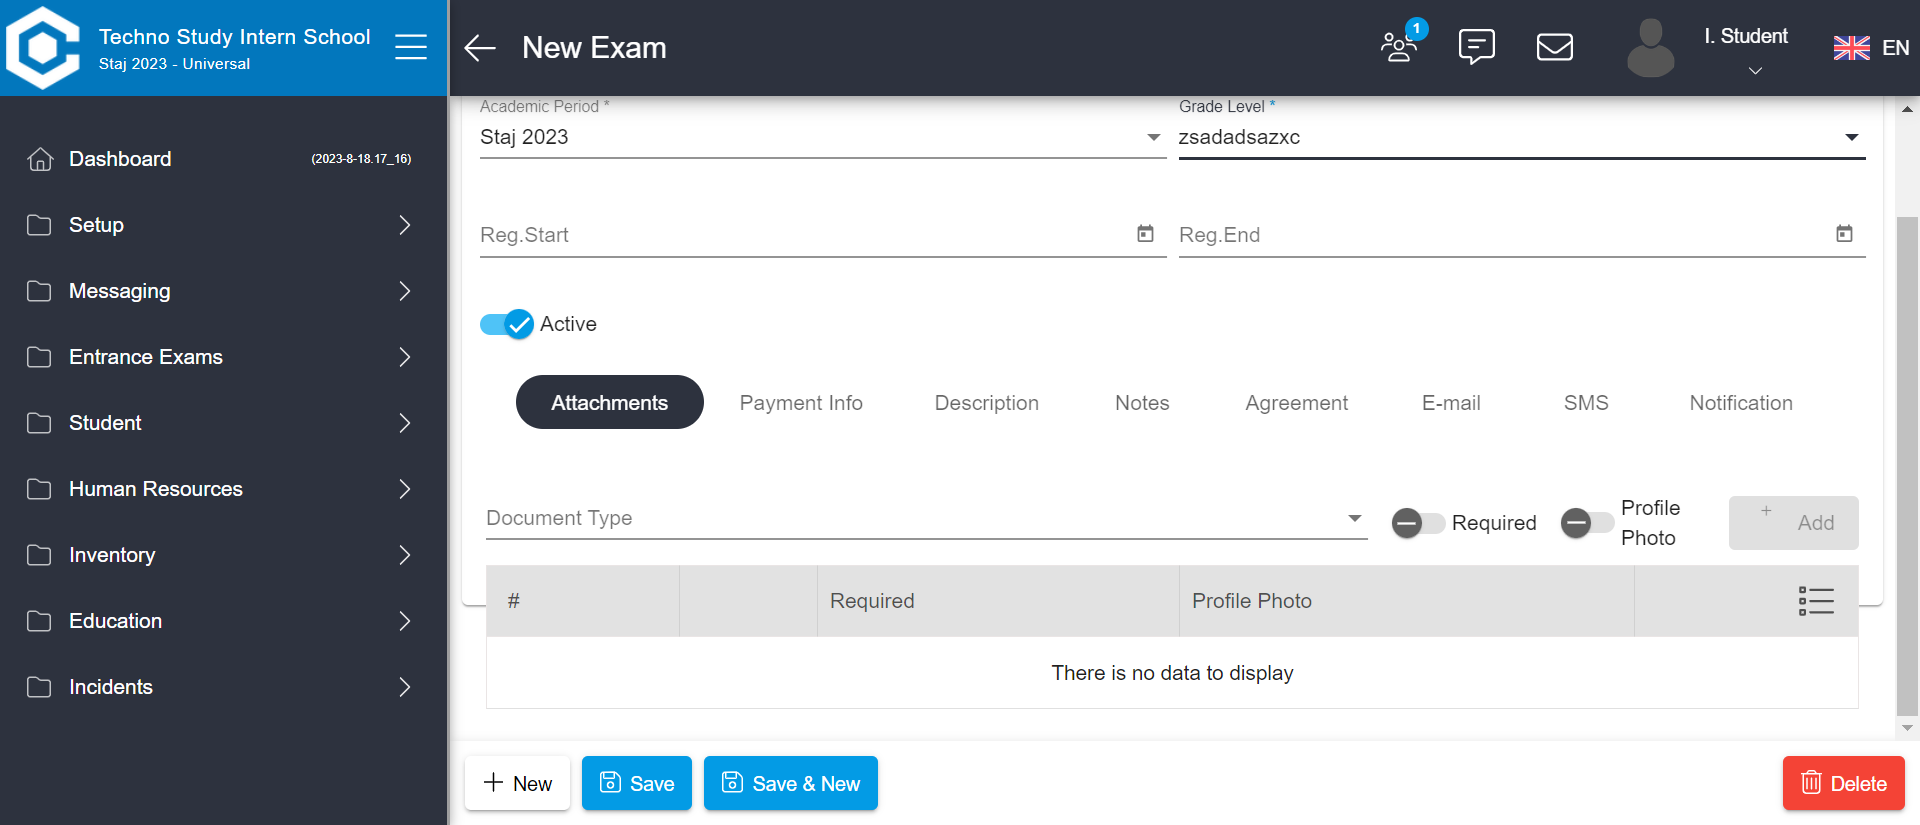 Techno Study Intern School
Staj 2023 - Universal
New Exam
1
I. Student
EN
Dashboard
(2023-8-18.17_16)
Setup
Messaging
Entrance Exams
Student
Human Resources
Inventory
Education
Incidents
Academic Period *
Staj 2023
Grade Level *
zsadadsazxc
Reg.Start
Reg.End
Active
Attachments
Payment Info
Description
Notes
Agreement
E-mail
SMS
Notification
Document Type
Required
Profile
Photo
+ Add
#
Required
Profile Photo
There is no data to display
New
Save
Save & New
Delete